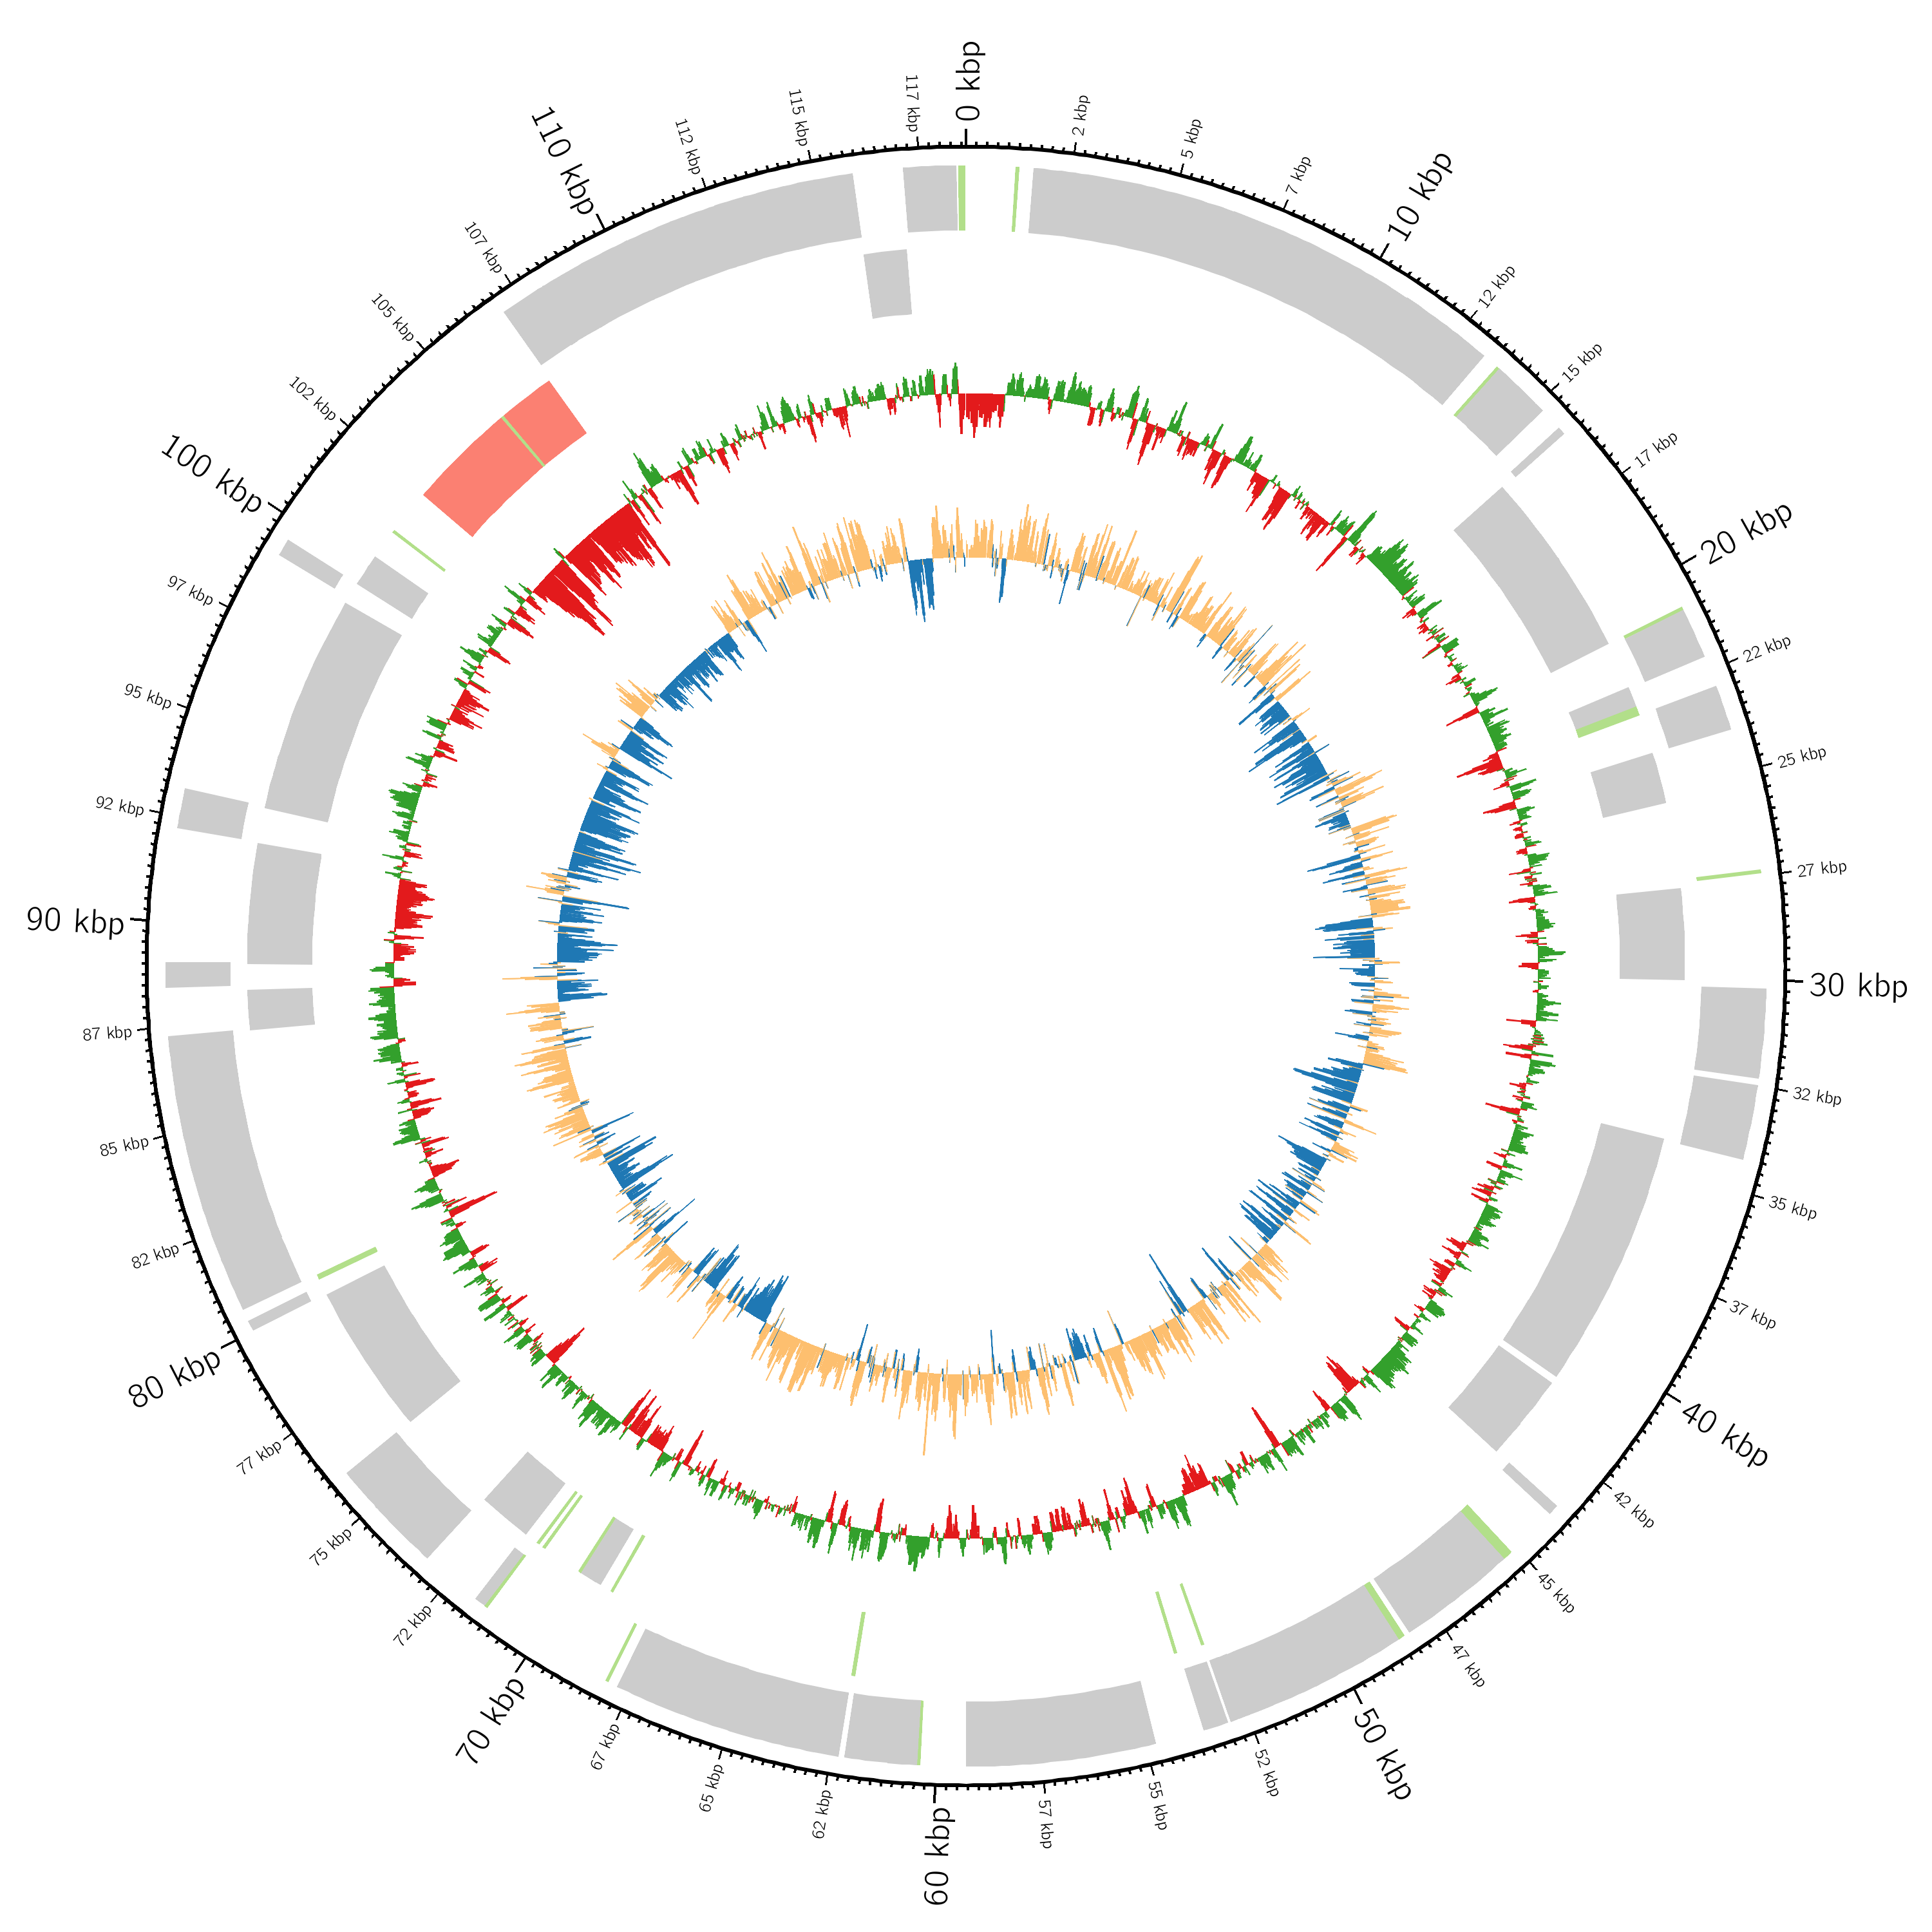 0 kbp
2 kbp
5 kbp
7 kbp
10 kbp
12 kbp
15 kbp
17 kbp
20 kbp
22 kbp
25 kbp
27 kbp
30 kbp
32 kbp
35 kbp
37 kbp
40 kbp
42 kbp
45 kbp
47 kbp
50 kbp
52 kbp
55 kbp
57 kbp
60 kbp
62 kbp
65 kbp
67 kbp
70 kbp
72 kbp
75 kbp
77 kbp
80 kbp
82 kbp
85 kbp
87 kbp
90 kbp
92 kbp
95 kbp
97 kbp
100 kbp
102 kbp
105 kbp
107 kbp
110 kbp
112 kbp
115 kbp
117 kbp